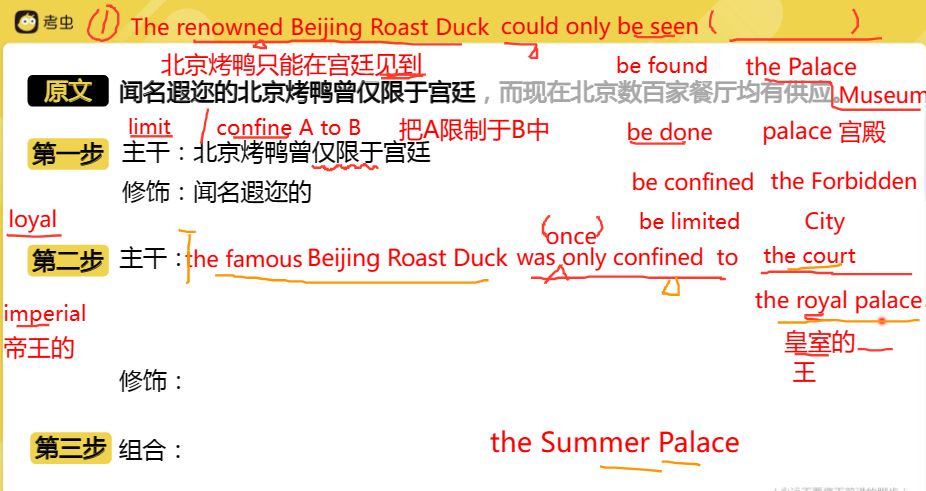 考虫 ① The renowned Beijing Roast Duck could only be seen ( )
北京烤鸭只能在宫廷见到 be found the Palace
原文 闻名遐迩的北京烤鸭曾仅限于宫廷，而现在北京数百家餐厅均有供应。 Museum
limit confine A to B 把A限制于B中 be done palace 宫殿
第一步 主干：北京烤鸭曾仅限于宫廷
修饰：闻名遐迩的 be confined the Forbidden
loyal (once) be limited City
第二步 主干：the famous Beijing Roast Duck was only confined to the court
imperial the royal palace
帝王的 皇室的
王
修饰：
第三步 组合： the Summer Palace